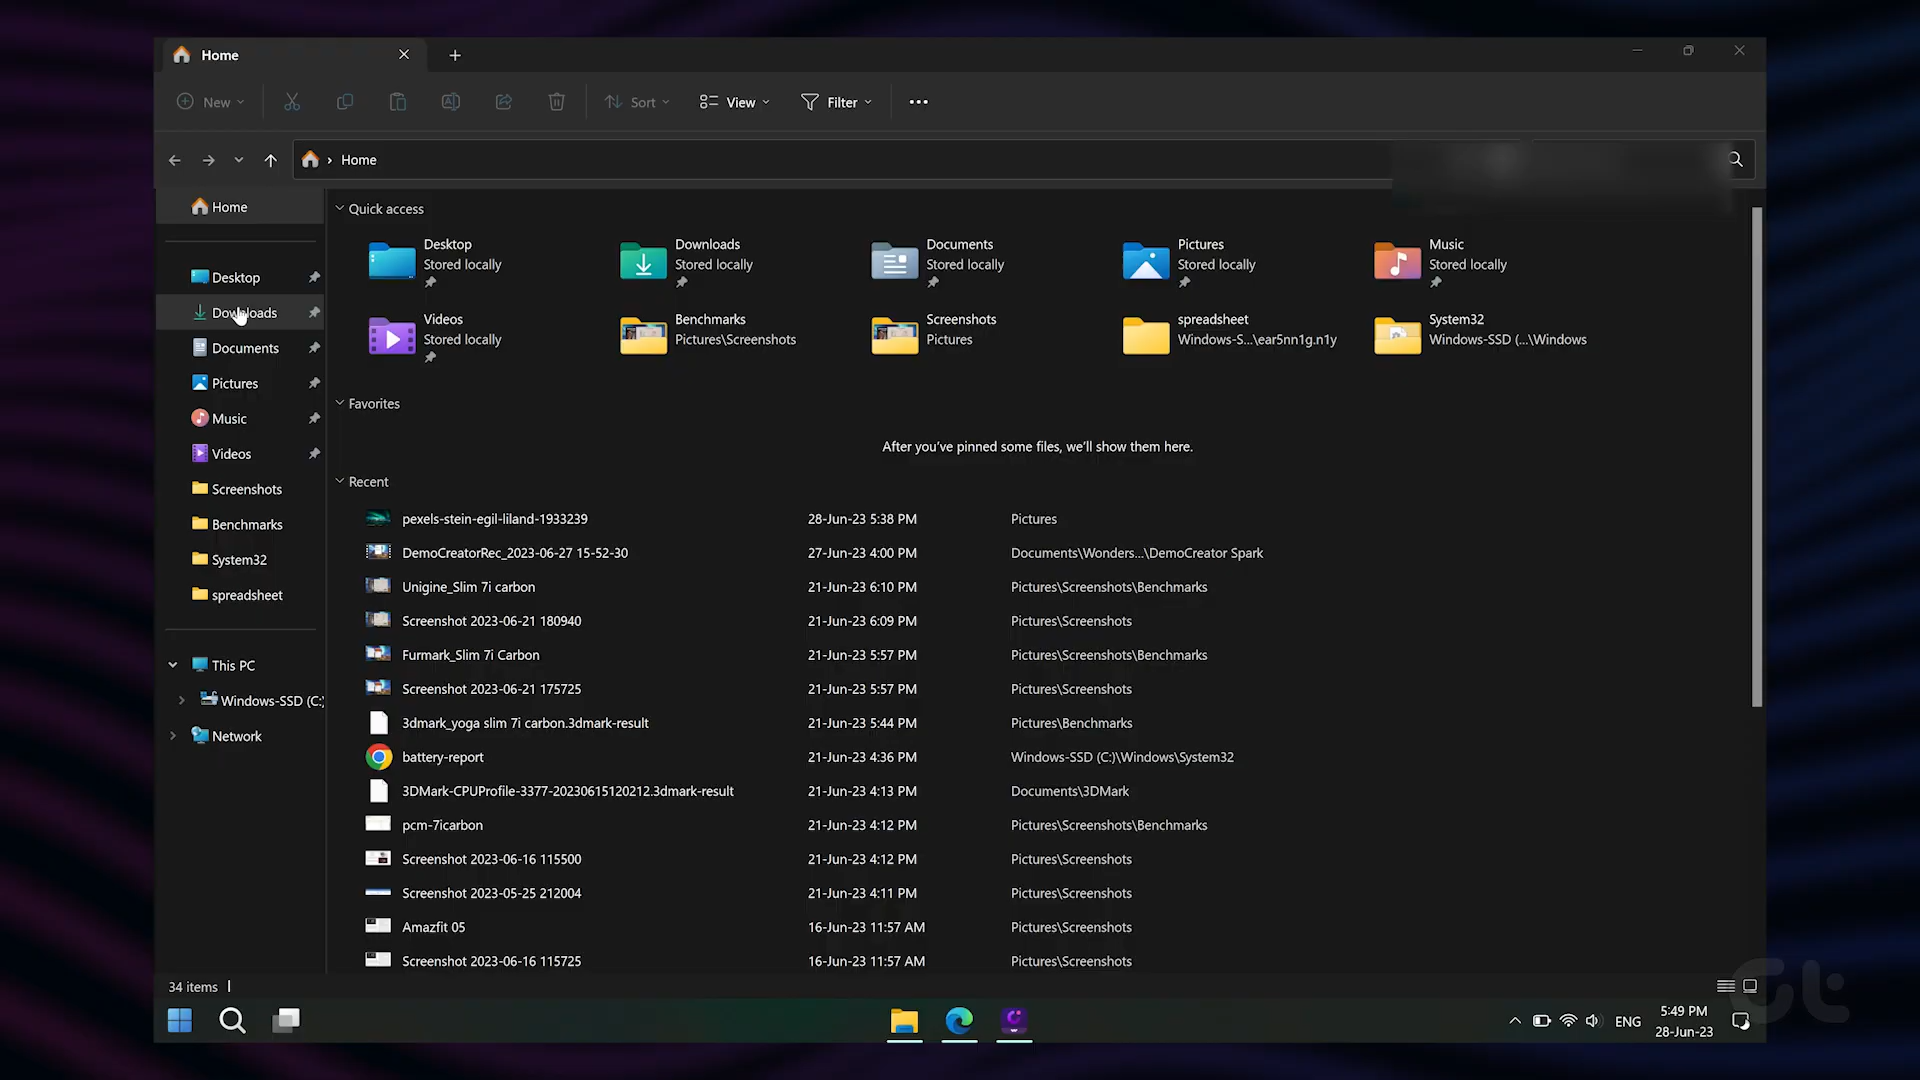 Home
New
Sort
View
Filter
Home
Home
Desktop
Downloads
Documents
Pictures
Music
Videos
Screenshots
Benchmarks
System32
spreadsheet
This PC
Windows-SSD (C:)
Network
Quick access
Desktop
Stored locally
Downloads
Stored locally
Documents
Stored locally
Pictures
Stored locally
Music
Stored locally
Videos
Stored locally
Benchmarks
Pictures\Screenshots
Screenshots
Pictures
spreadsheet
Windows-S...\ear5nn1g.n1y
System32
Windows-SSD (...\Windows
Favorites
After you've pinned some files, we'll show them here.
Recent
pexels-stein-egil-liland-1933239 28-Jun-23 5:38 PM Pictures
DemoCreatorRec_2023-06-27 15-52-30 27-Jun-23 4:00 PM Documents\Wonders...\DemoCreator Spark
Unigine_Slim 7i carbon 21-Jun-23 6:10 PM Pictures\Screenshots\Benchmarks
Screenshot 2023-06-21 180940 21-Jun-23 6:09 PM Pictures\Screenshots
Furmark_Slim 7i Carbon 21-Jun-23 5:57 PM Pictures\Screenshots\Benchmarks
Screenshot 2023-06-21 175725 21-Jun-23 5:57 PM Pictures\Screenshots
3dmark_yoga slim 7i carbon.3dmark-result 21-Jun-23 5:44 PM Pictures\Benchmarks
battery-report 21-Jun-23 4:36 PM Windows-SSD (C:)\Windows\System32
3DMark-CPUProfile-3377-20230615120212.3dmark-result 21-Jun-23 4:13 PM Documents\3DMark
pcm-7icarbon 21-Jun-23 4:12 PM Pictures\Screenshots\Benchmarks
Screenshot 2023-06-16 115500 21-Jun-23 4:12 PM Pictures\Screenshots
Screenshot 2023-05-25 212004 21-Jun-23 4:11 PM Pictures\Screenshots
Amazfit 05 16-Jun-23 11:57 AM Pictures\Screenshots
Screenshot 2023-06-16 115725 16-Jun-23 11:57 AM Pictures\Screenshots
34 items
ENG
5:49 PM
28-Jun-23
Gt